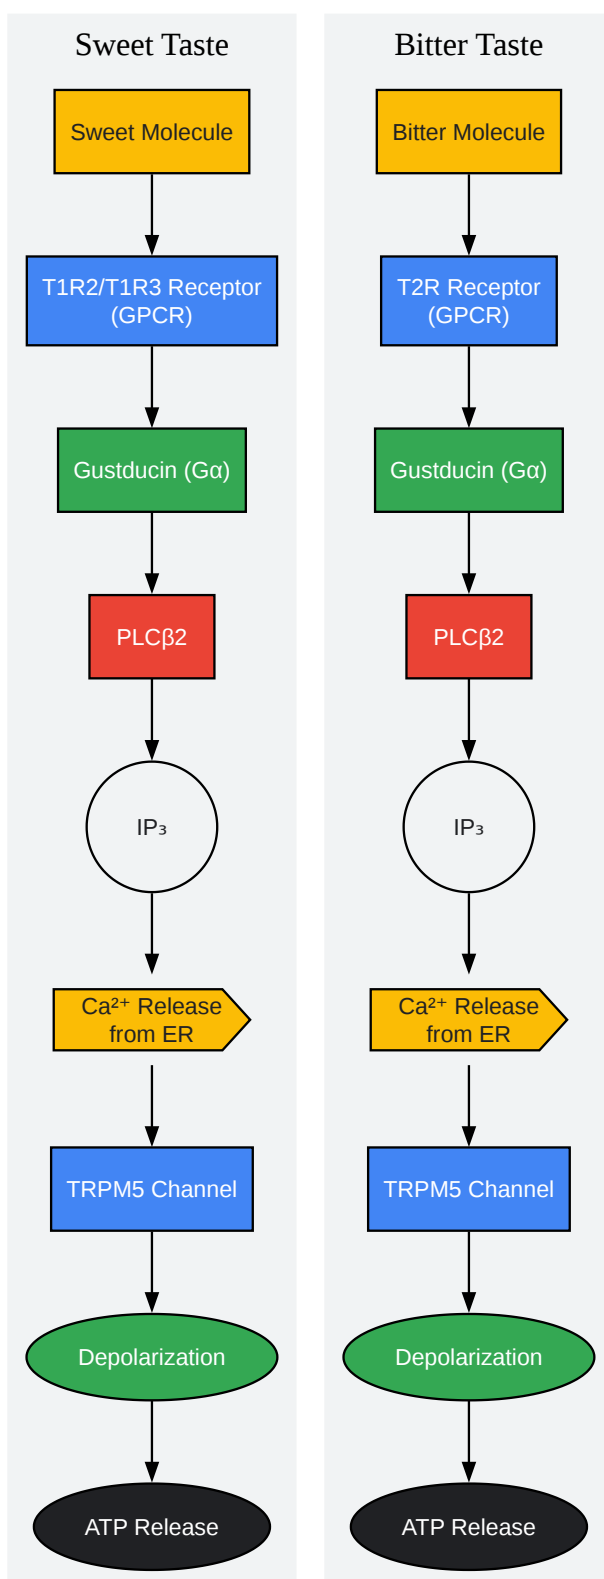 Sweet Taste
Sweet Molecule
T1R2/T1R3 Receptor
(GPCR)
Gustducin (Gα)
PLCβ2
IP₃
Ca²⁺ Release
from ER
TRPM5 Channel
Depolarization
ATP Release
Bitter Taste
Bitter Molecule
T2R Receptor
(GPCR)
Gustducin (Gα)
PLCβ2
IP₃
Ca²⁺ Release
from ER
TRPM5 Channel
Depolarization
ATP Release